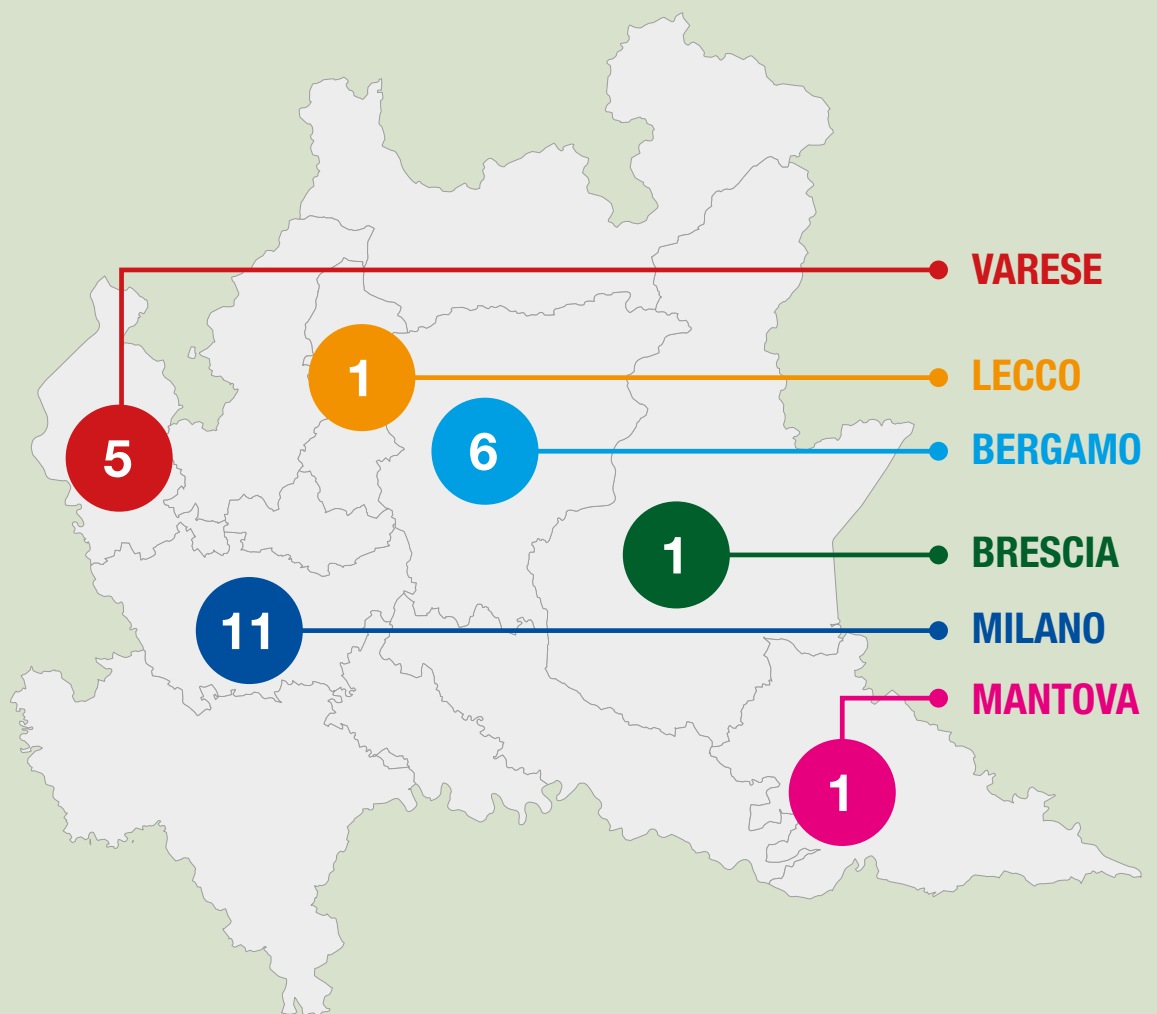 VARESE
1
LECCO
5
6
BERGAMO
1
BRESCIA
11
MILANO
MANTOVA
1